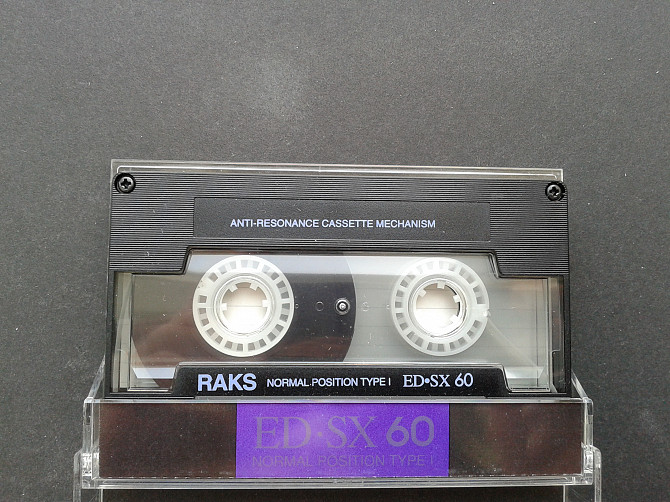 ANTI-RESONANCE CASSETTE MECHANISM
RAKS NORMAL POSITION TYPE I ED•SX 60
ED•SX 60
NORMAL POSITION TYPE I